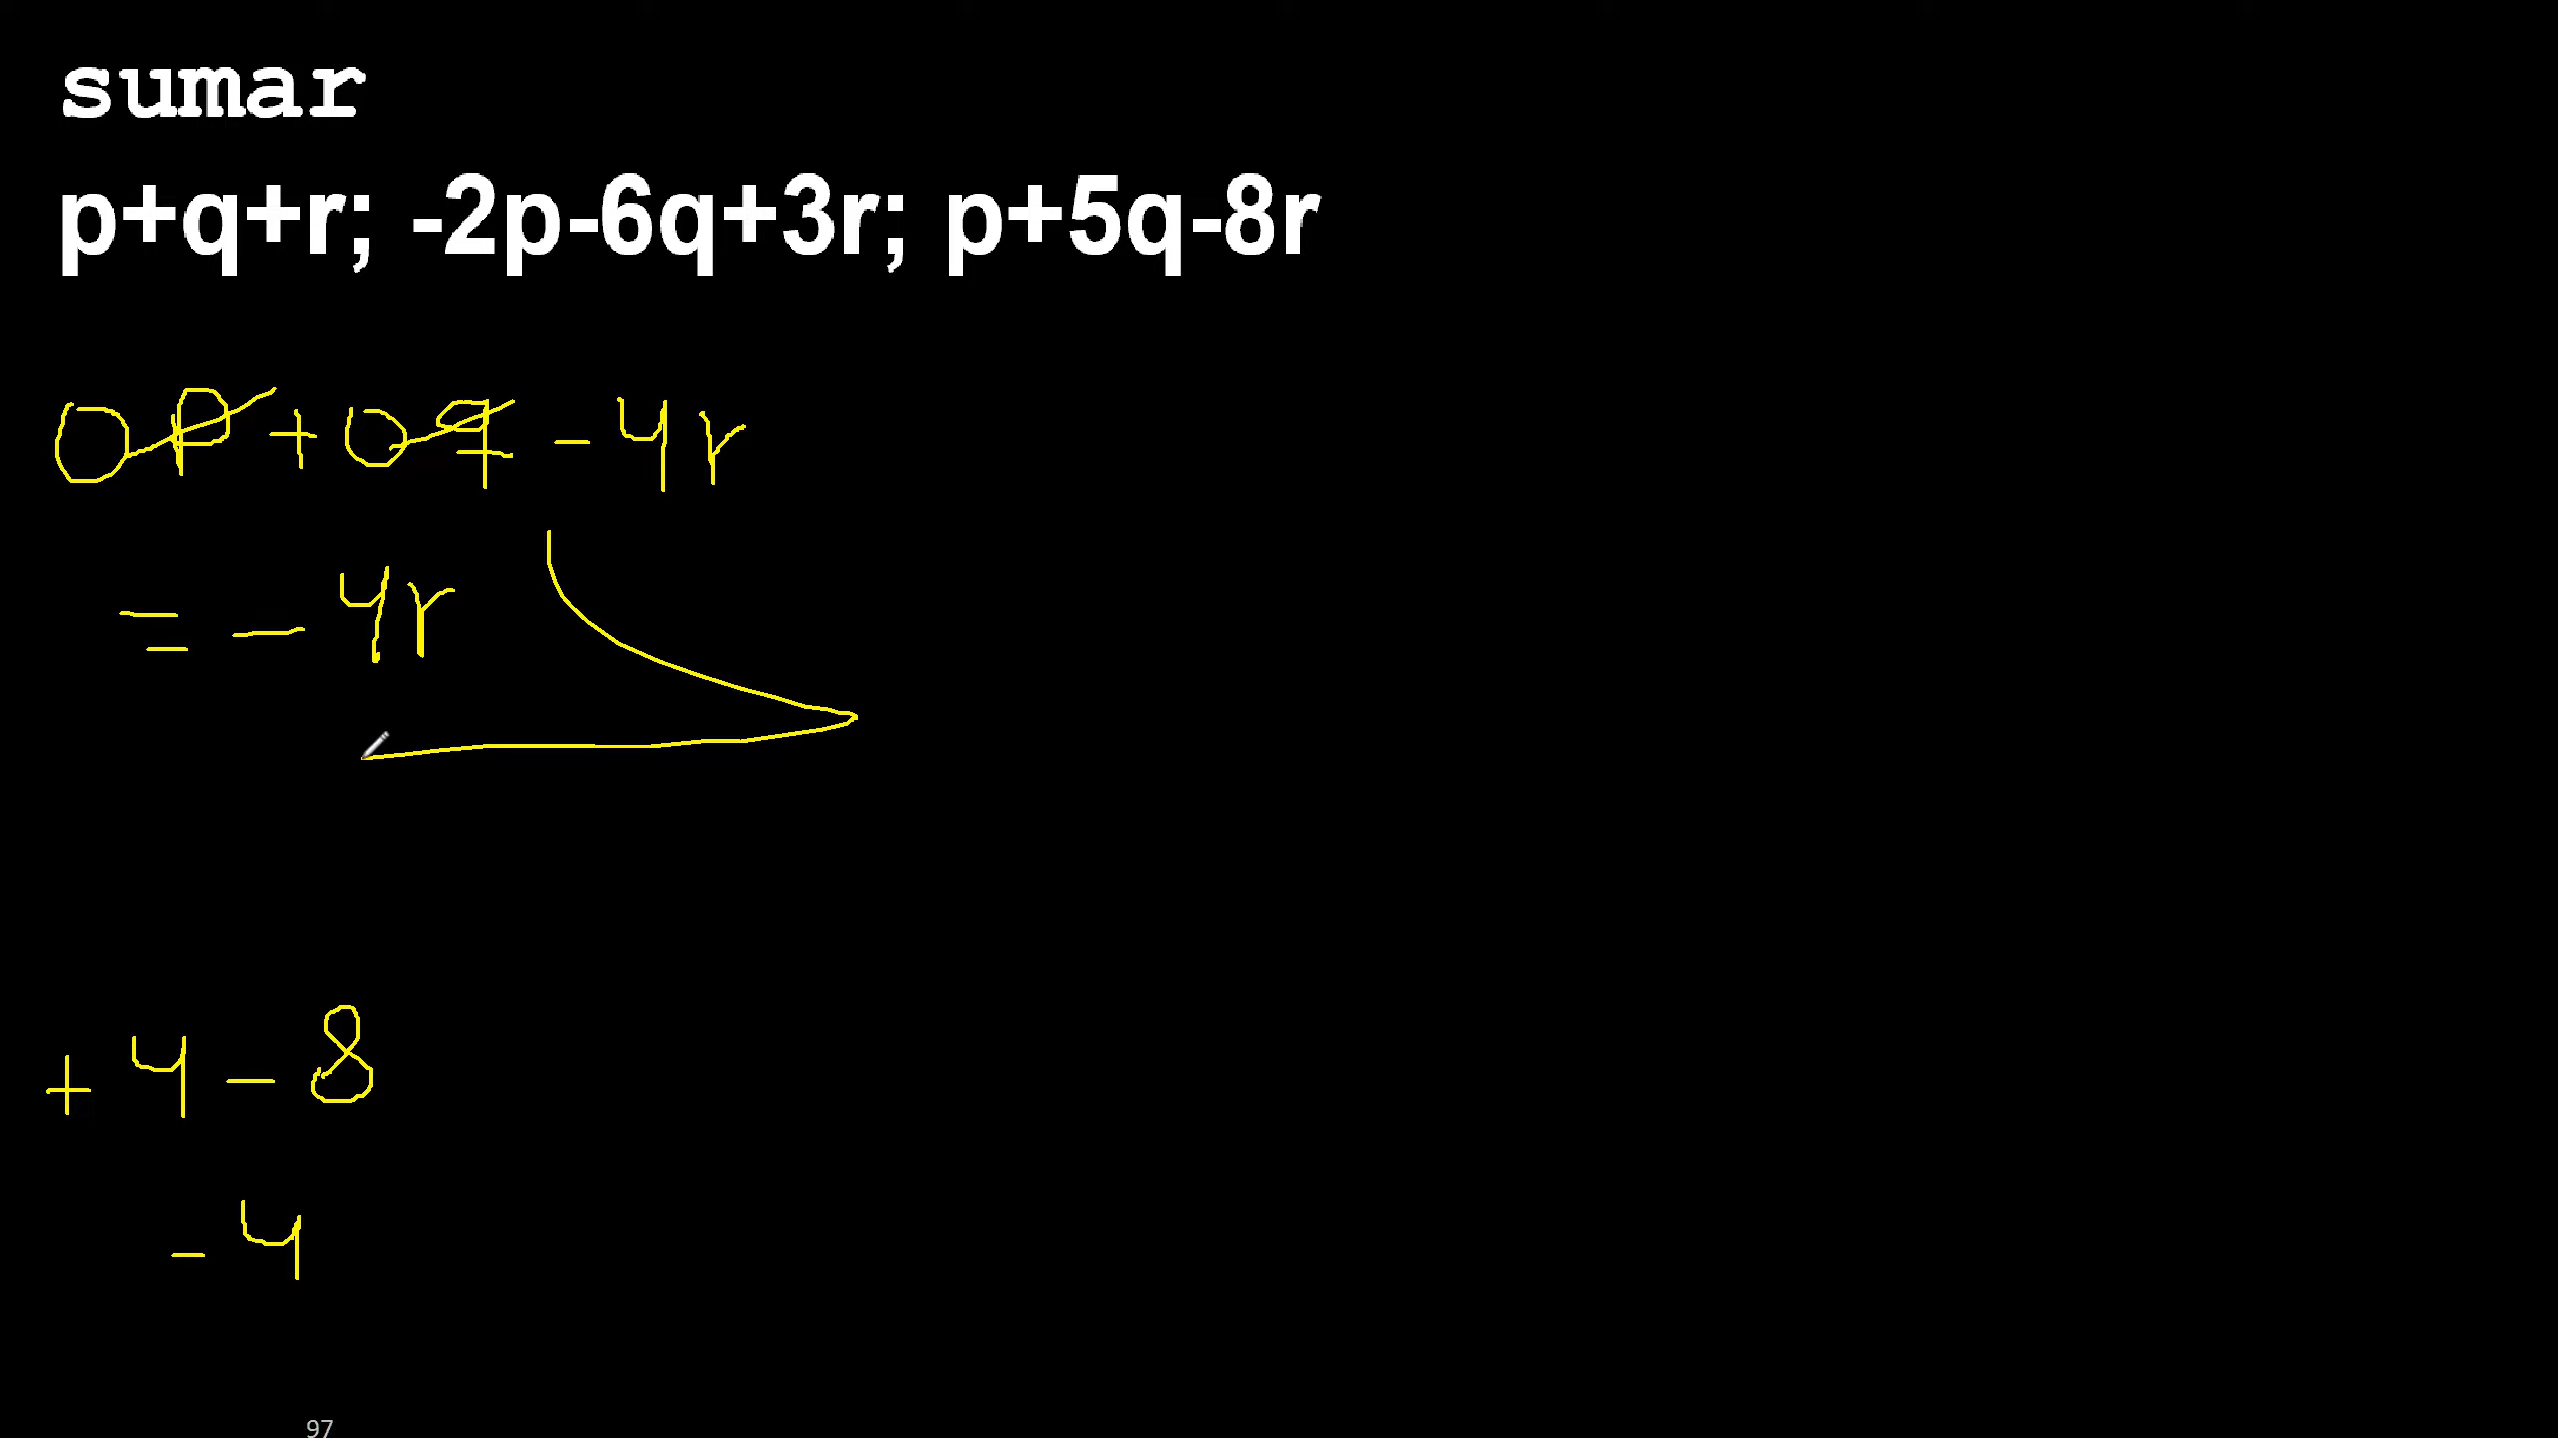 sumar
p+q+r; -2p-6q+3r; p+5q-8r
0p+0q-4r
=-4r
+4-8
-4
97